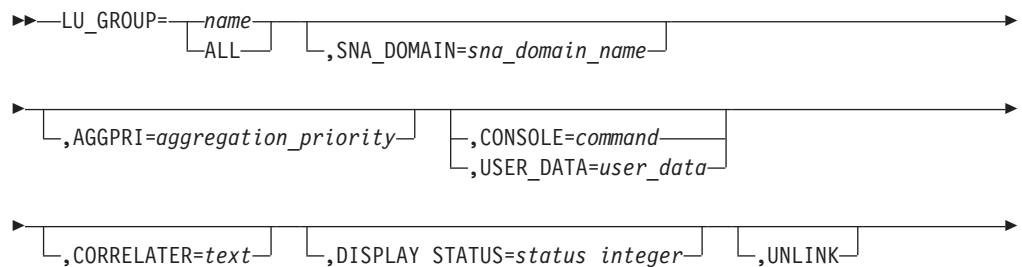 LU_GROUP= name
ALL ,SNA_DOMAIN=sna_domain_name
,AGGPRI=aggregation_priority ,CONSOLE=command
,USER_DATA=user_data
,CORRELATER=text ,DISPLAY STATUS=status integer ,UNLINK